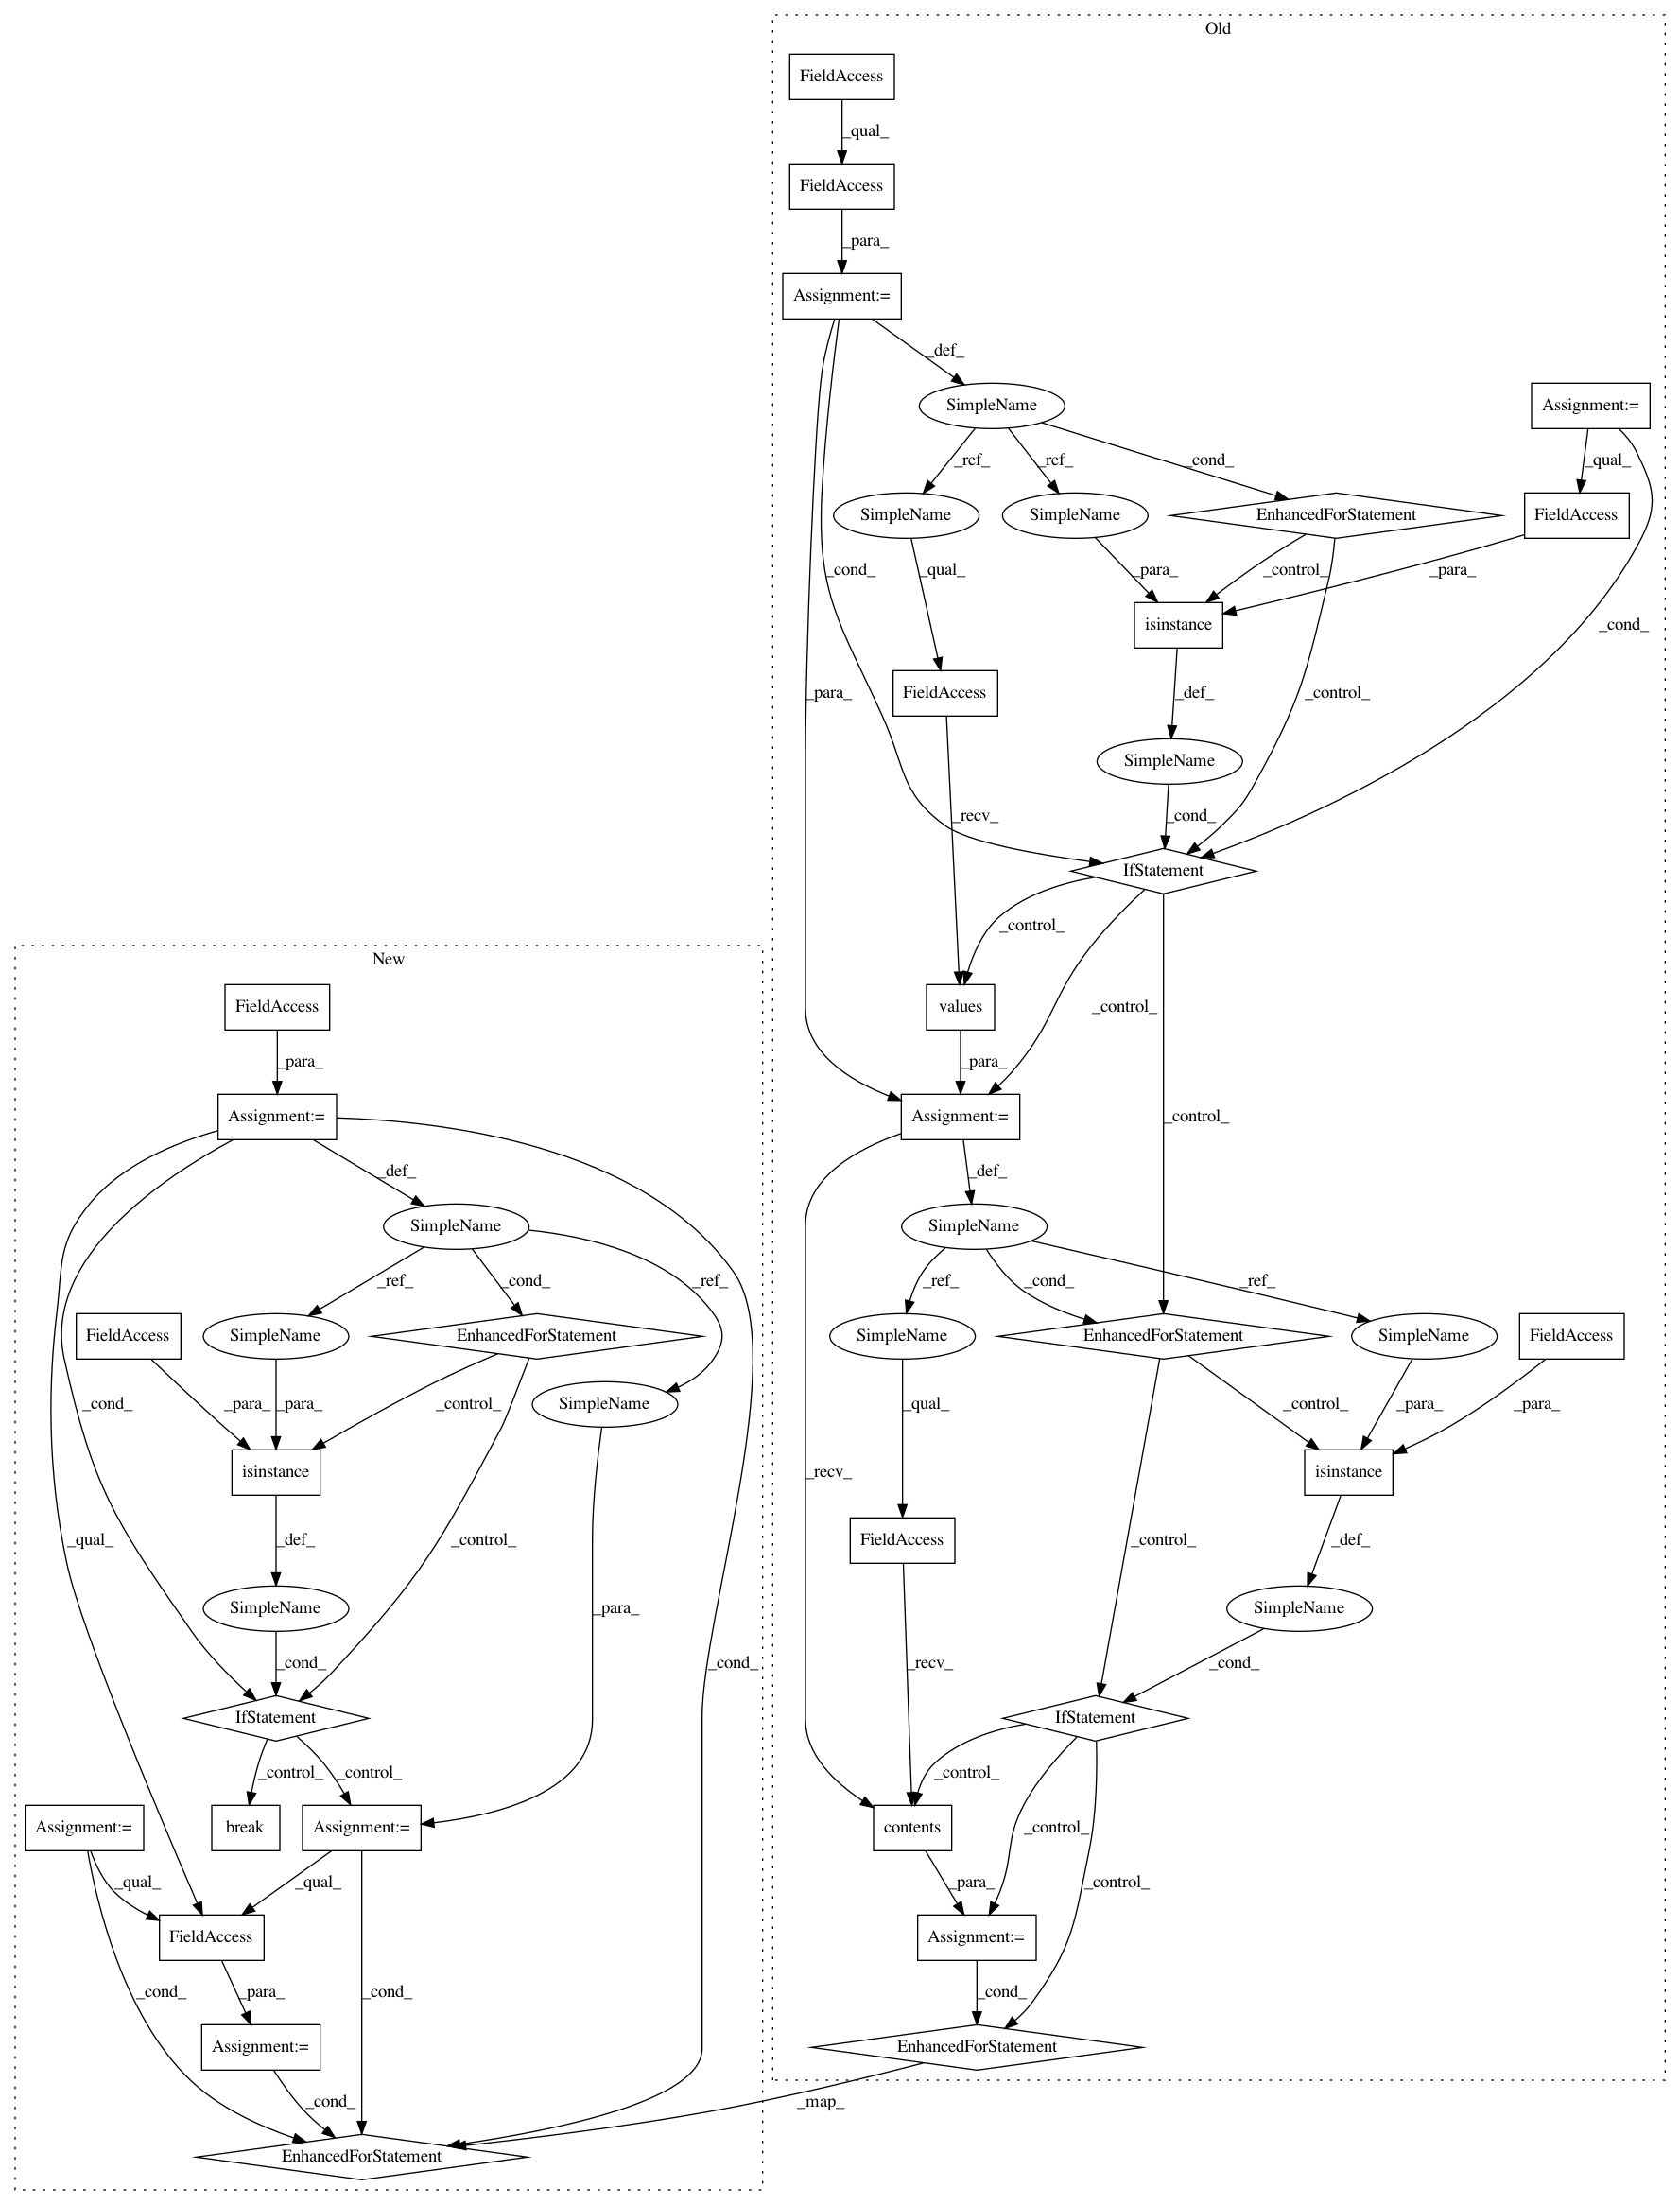 Old
FieldAccess
_qual_
FieldAccess
_para_
Assignment:=
_def_
SimpleName
Assignment:=
_ref_
_ref_
_cond_
_qual_
SimpleName
SimpleName
EnhancedForStatement
FieldAccess
_cond_
_qual_
_para_
_control_
_para_
isinstance
_cond_
_para_
FieldAccess
_def_
_control_
SimpleName
_recv_
_cond_
IfStatement
_control_
New
FieldAccess
values
_control_
_para_
_para_
Assignment:=
Assignment:=
_control_
_def_
_def_
SimpleName
SimpleName
_ref_
_cond_
_ref_
_ref_
_cond_
_ref_
FieldAccess
SimpleName
EnhancedForStatement
SimpleName
EnhancedForStatement
SimpleName
FieldAccess
_cond_
_para_
_para_
_control_
SimpleName
_qual_
_control_
_para_
_para_
isinstance
_recv_
isinstance
_qual_
_def_
_control_
FieldAccess
_control_
_def_
SimpleName
_para_
SimpleName
_cond_
_cond_
_recv_
_cond_
IfStatement
IfStatement
_control_
_control_
_control_
Assignment:=
break
Assignment:=
contents
_control_
_qual_
_qual_
_para_
_control_
FieldAccess
Assignment:=
_cond_
_para_
_cond_
_cond_
Assignment:=
EnhancedForStatement
_cond_
_map_
EnhancedForStatement